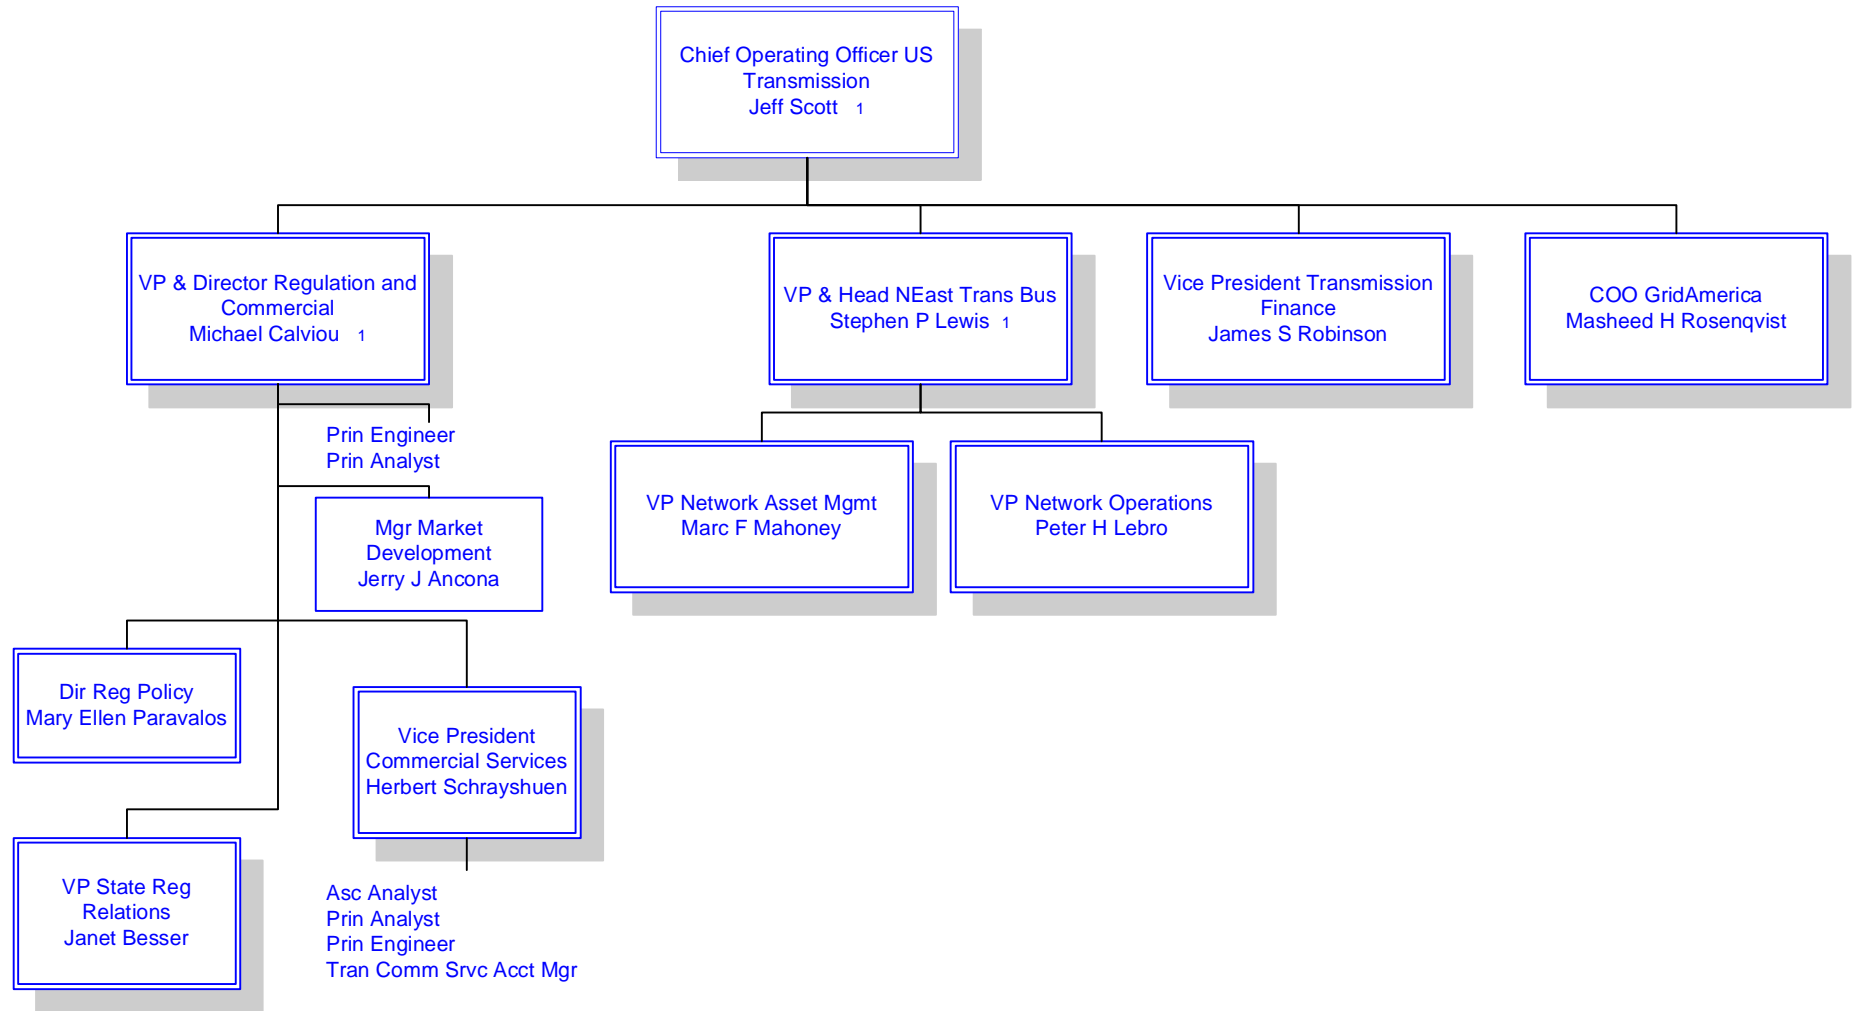 Chief Operating Officer US
Transmission
Jeff Scott 1
VP & Director Regulation and
Commercial
Michael Calviou 1
VP & Head NEast Trans Bus
Stephen P Lewis 1
Vice President Transmission
Finance
James S Robinson
COO GridAmerica
Masheed H Rosenqvist
Prin Engineer
Prin Analyst
Mgr Market
Development
Jerry J Ancona
VP Network Asset Mgmt
Marc F Mahoney
VP Network Operations
Peter H Lebro
Dir Reg Policy
Mary Ellen Paravalos
Vice President
Commercial Services
Herbert Schrayshuen
VP State Reg
Relations
Janet Besser
Asc Analyst
Prin Analyst
Prin Engineer
Tran Comm Srvc Acct Mgr